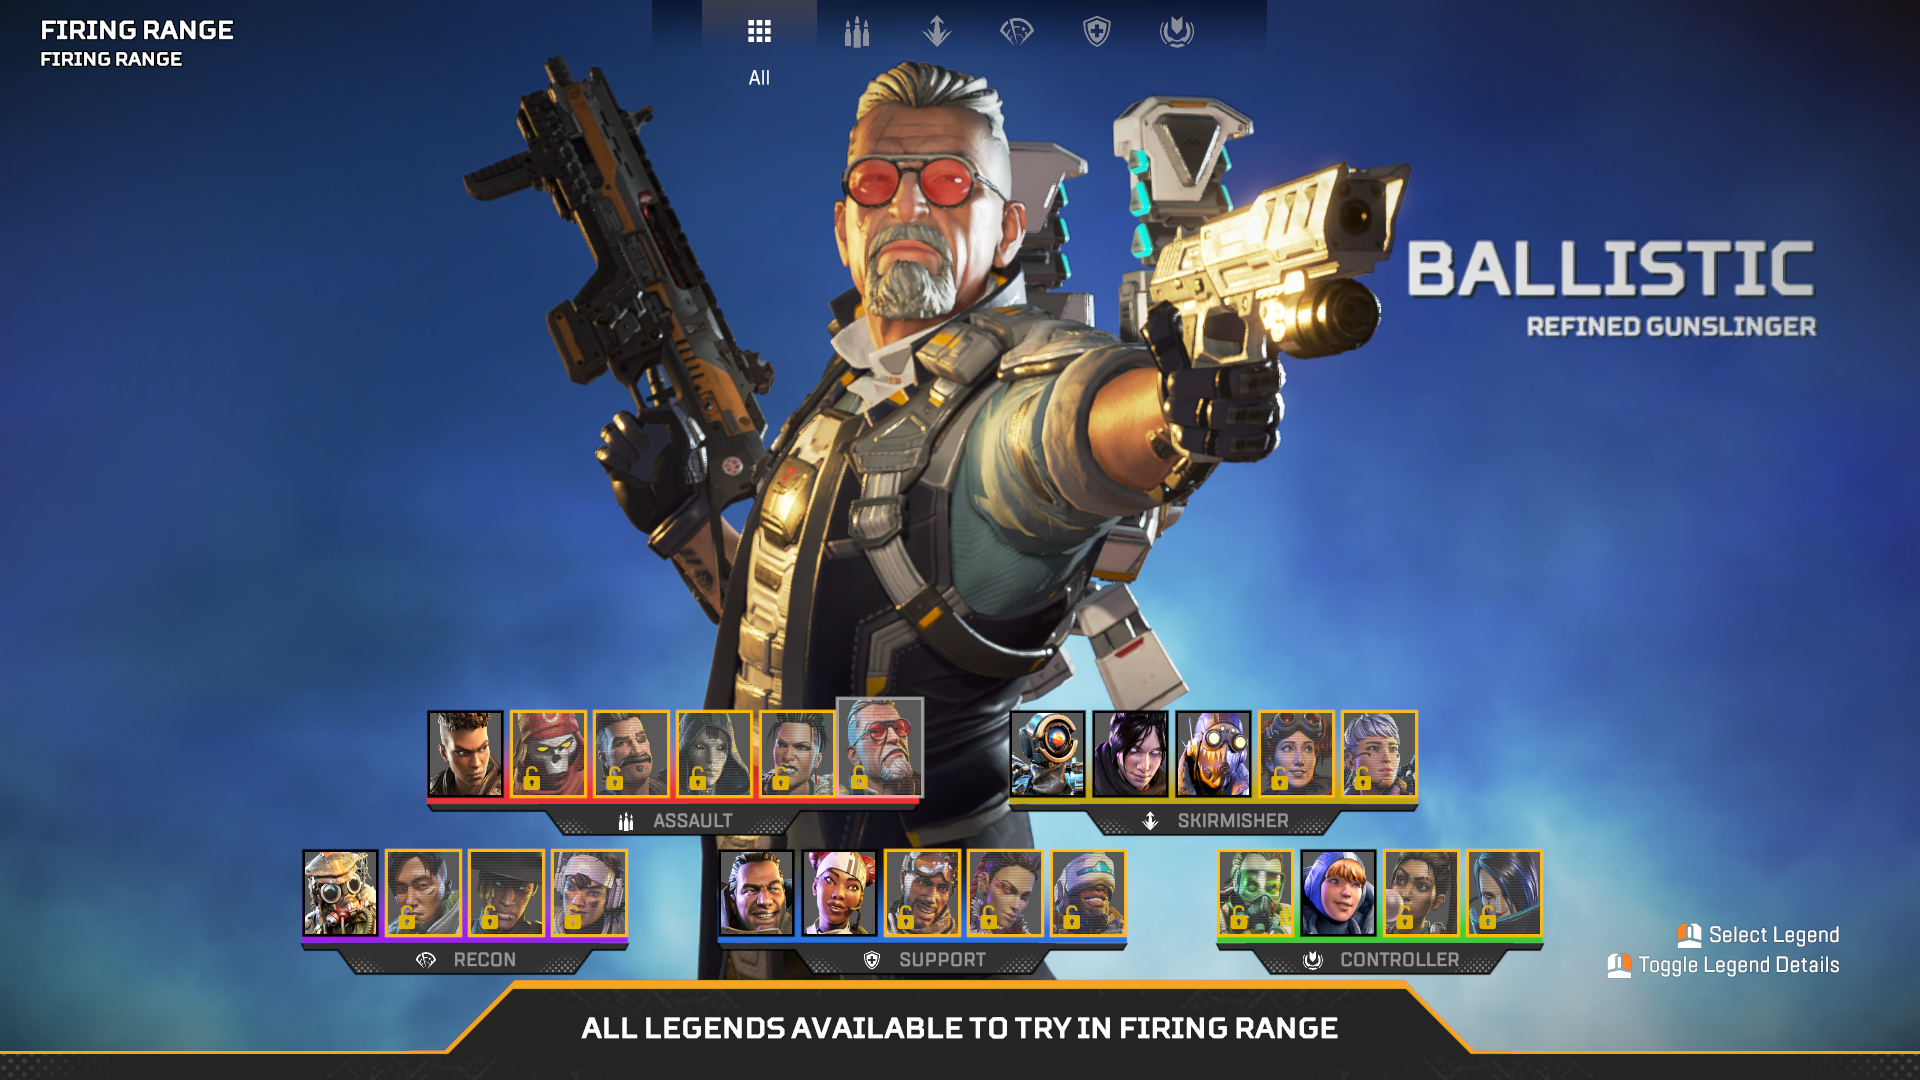 FIRING RANGE
FIRING RANGE
All
BALLISTIC
REFINED GUNSLINGER
ASSAULT
SKIRMISHER
RECON
SUPPORT
CONTROLLER
Select Legend
Toggle Legend Details
ALL LEGENDS AVAILABLE TO TRY IN FIRING RANGE